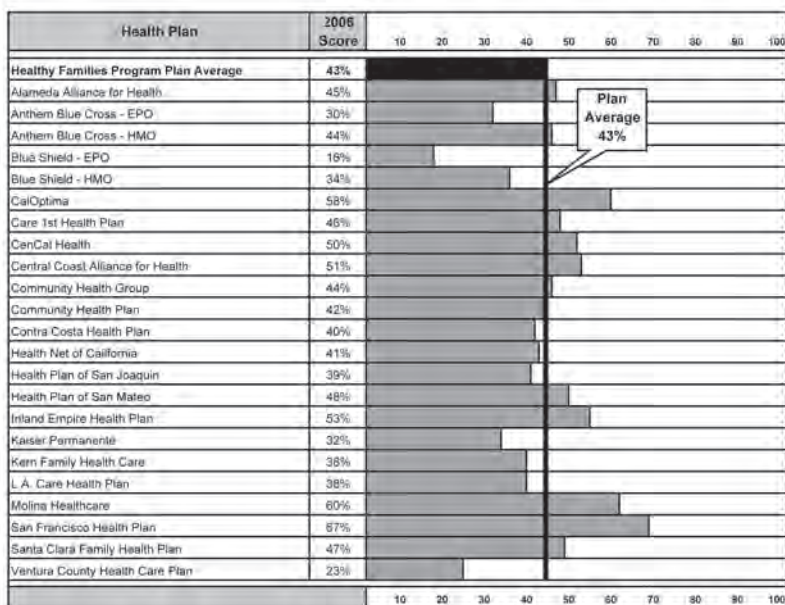 Health Plan 2006 Score 10 20 30 40 50 60 70 80 90 100
Healthy Families Program Plan Average 43%
Alameda Alliance for Health 45%
Anthem Blue Cross - EPO 30%
Anthem Blue Cross - HMO 44%
Blue Shield - EPO 16%
Blue Shield - HMO 34%
CalOptima 58%
Care 1st Health Plan 46%
CenCal Health 50%
Central Coast Alliance for Health 51%
Community Health Group 44%
Community Health Plan 42%
Contra Costa Health Plan 40%
Health Net of California 41%
Health Plan of San Joaquin 39%
Health Plan of San Mateo 48%
Inland Empire Health Plan 53%
Kaiser Permanente 32%
Kern Family Health Care 38%
L.A. Care Health Plan 38%
Molina Healthcare 60%
San Francisco Health Plan 67%
Santa Clara Family Health Plan 47%
Ventura County Health Care Plan 23%
Plan
Average
43%
10 20 30 40 50 60 70 80 90 100